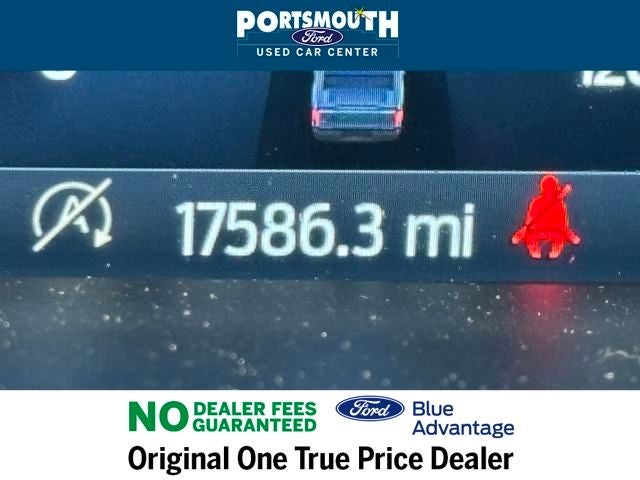 PORTSMOUTH
Ford
USED CAR CENTER
A
17586.3 mi
NO DEALER FEES
GUARANTEED
Ford Blue
Advantage
Original One True Price Dealer